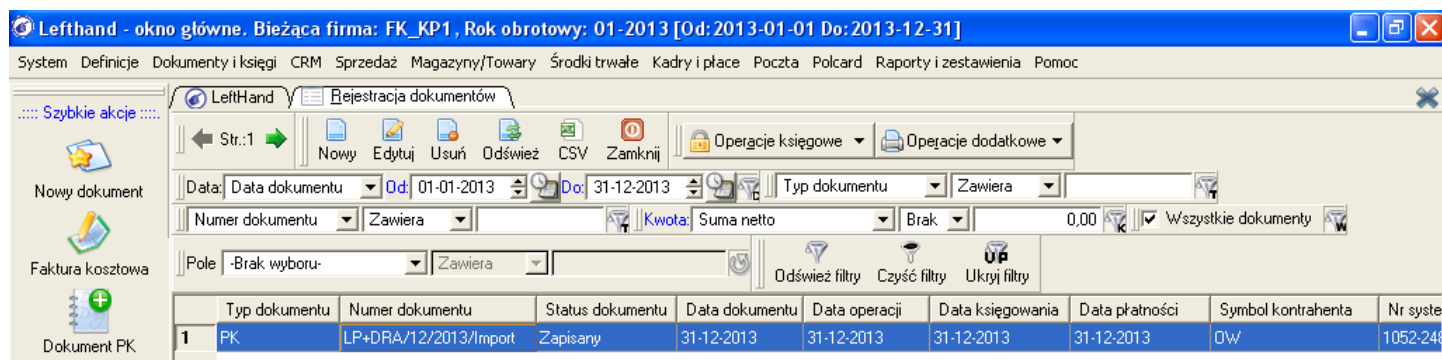 Lefthand - okno główne. Bieżąca firma: FK_KP1, Rok obrotowy: 01-2013 [Od:2013-01-01 Do:2013-12-31]
System Definicje Dokumenty i księgi CRM Sprzedaż Magazyny/Towary Środki trwałe Kadry i płace Poczta Polcard Raporty i zestawienia Pomoc
::::: Szybkie akcje :::::
LeftHand Rejestracja dokumentów
Str.:1 Nowy Edytuj Usuń Odśwież CSV Zamknij Operacje księgowe Operacje dodatkowe
Nowy dokument
Data: Data dokumentu Od: 01-01-2013 Do: 31-12-2013 Typ dokumentu Zawiera
Numer dokumentu Zawiera Kwota: Suma netto Brak 0,00 Wszystkie dokumenty
Faktura kosztowa
Pole -Brak wyboru- Zawiera Odśwież filtry Czyść filtry Ukryj filtry
Typ dokumentu Numer dokumentu Status dokumentu Data dokumentu Data operacji Data księgowania Data płatności Symbol kontrahenta Nr syste
1 PK LP+DRA/12/2013/Import Zapisany 31-12-2013 31-12-2013 31-12-2013 31-12-2013 OW 1052-248
Dokument PK